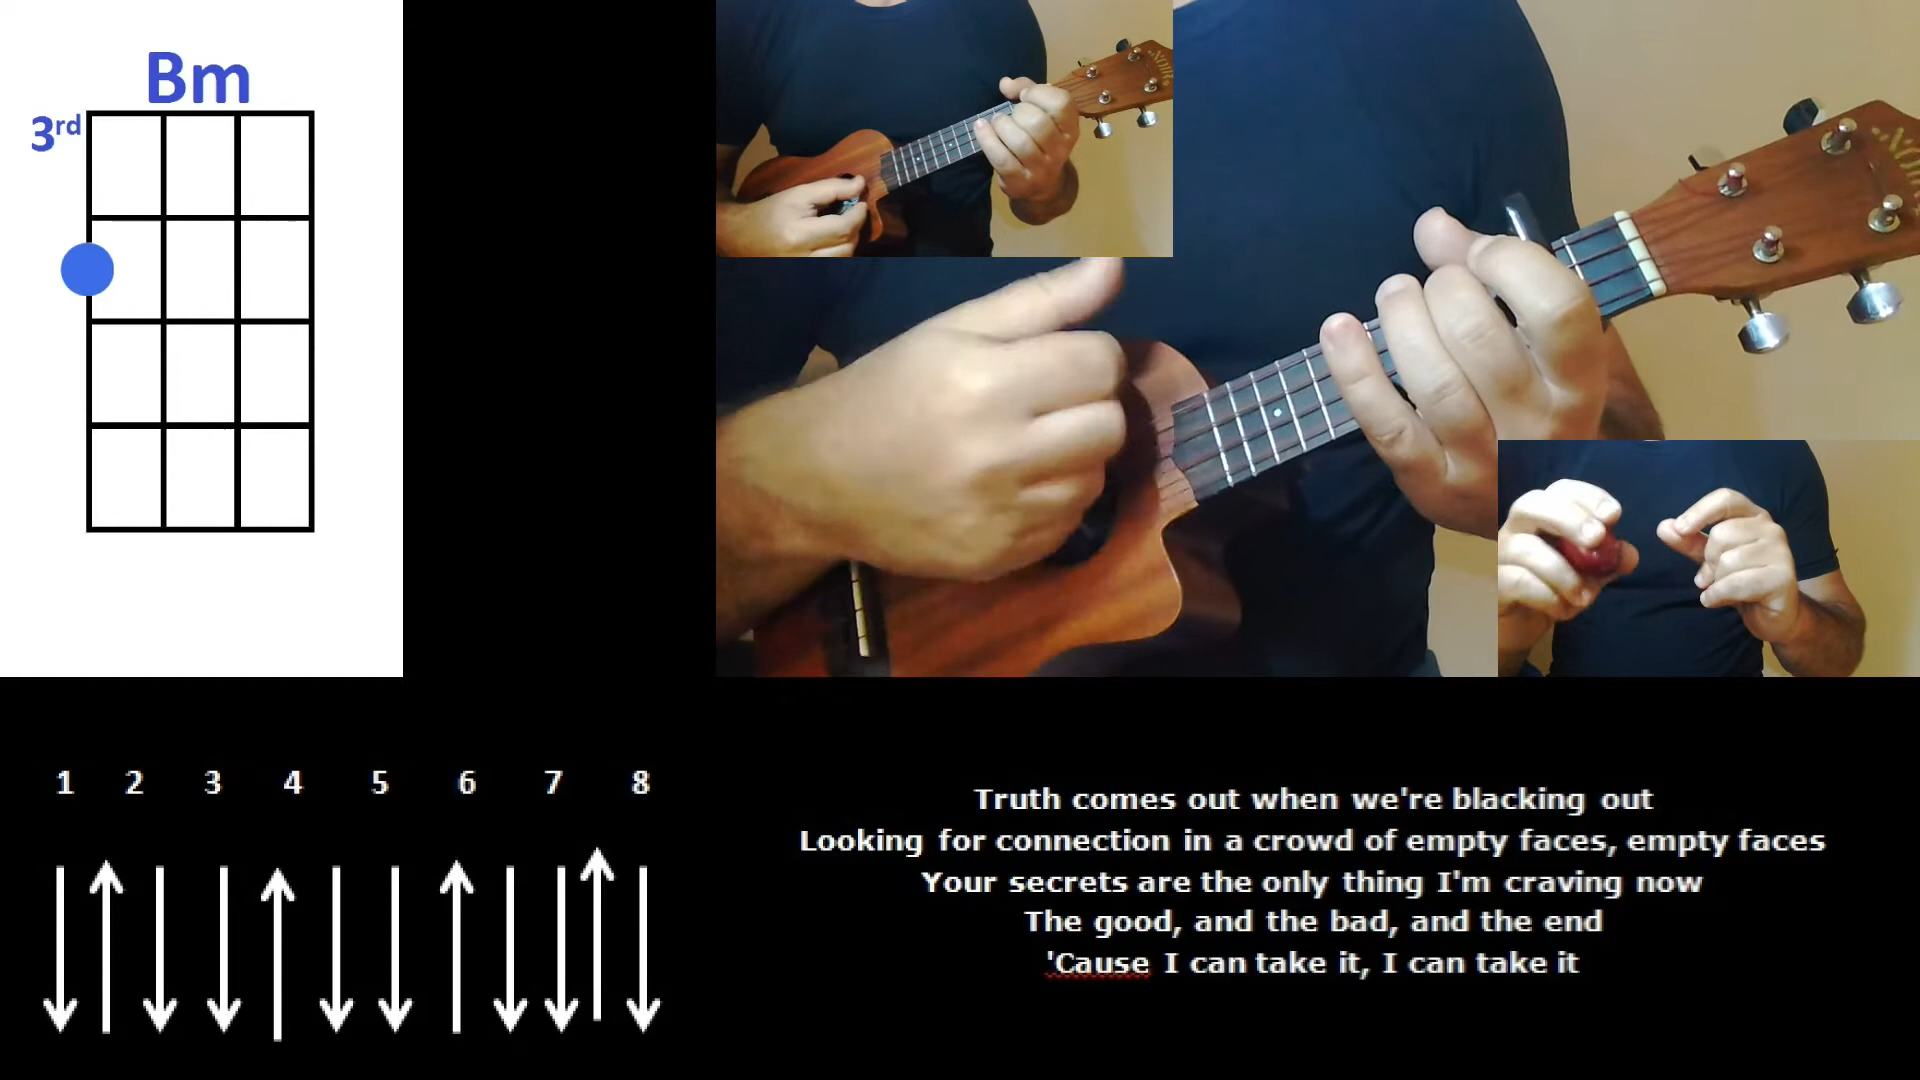 Bm
3rd
1 2 3 4 5 6 7 8
Truth comes out when we're blacking out
Looking for connection in a crowd of empty faces, empty faces
Your secrets are the only thing I'm craving now
The good, and the bad, and the end
'Cause I can take it, I can take it